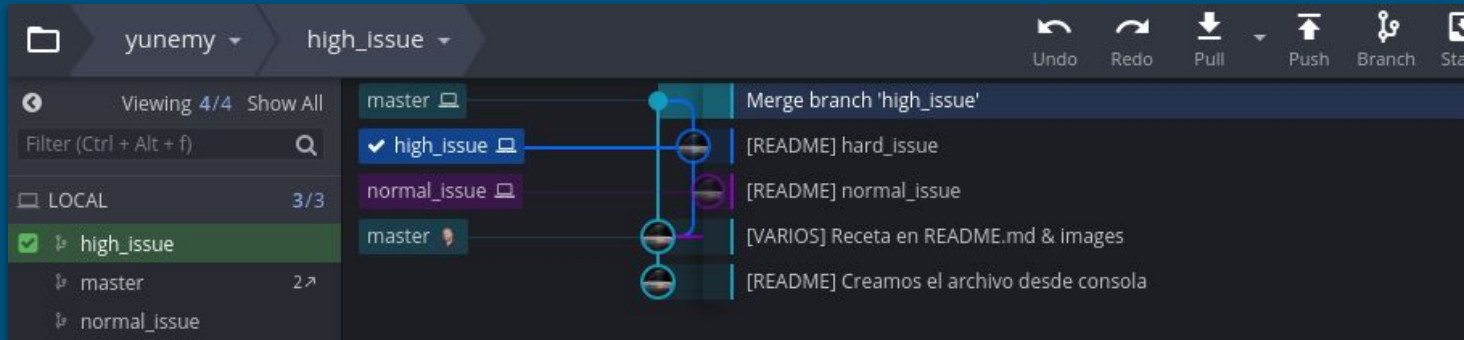 yunemy high_issue
Undo Redo Pull Push Branch
Viewing 4/4 Show All
Filter (Ctrl + Alt + f)
LOCAL 3/3
high_issue
master 2↗
normal_issue
master Merge branch 'high_issue'
high_issue [README] hard_issue
normal_issue [README] normal_issue
master [VARIOS] Receta en README.md & images
[README] Creamos el archivo desde consola